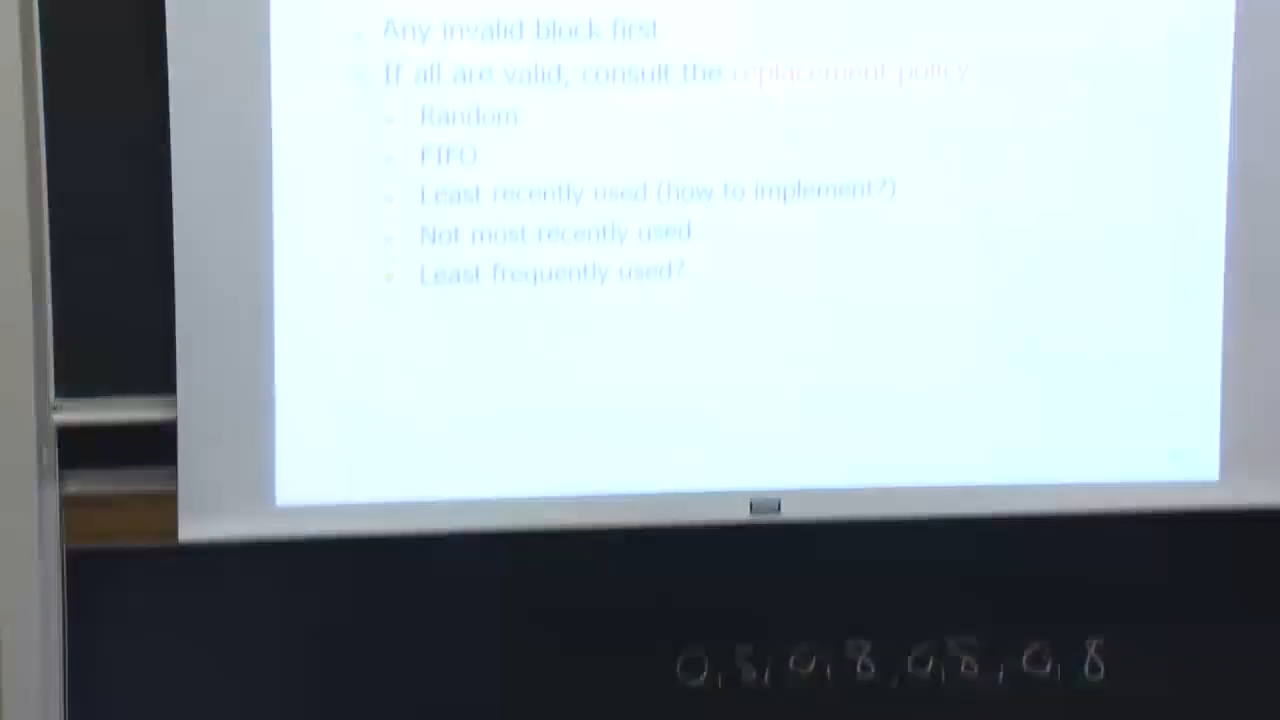 Any invalid block first
If all are valid, consult the replacement policy
Random
FIFO
Least recently used (how to implement?)
Not most recently used
Least frequently used?
0, 8, 0, 8, 0, 8, 0, 8